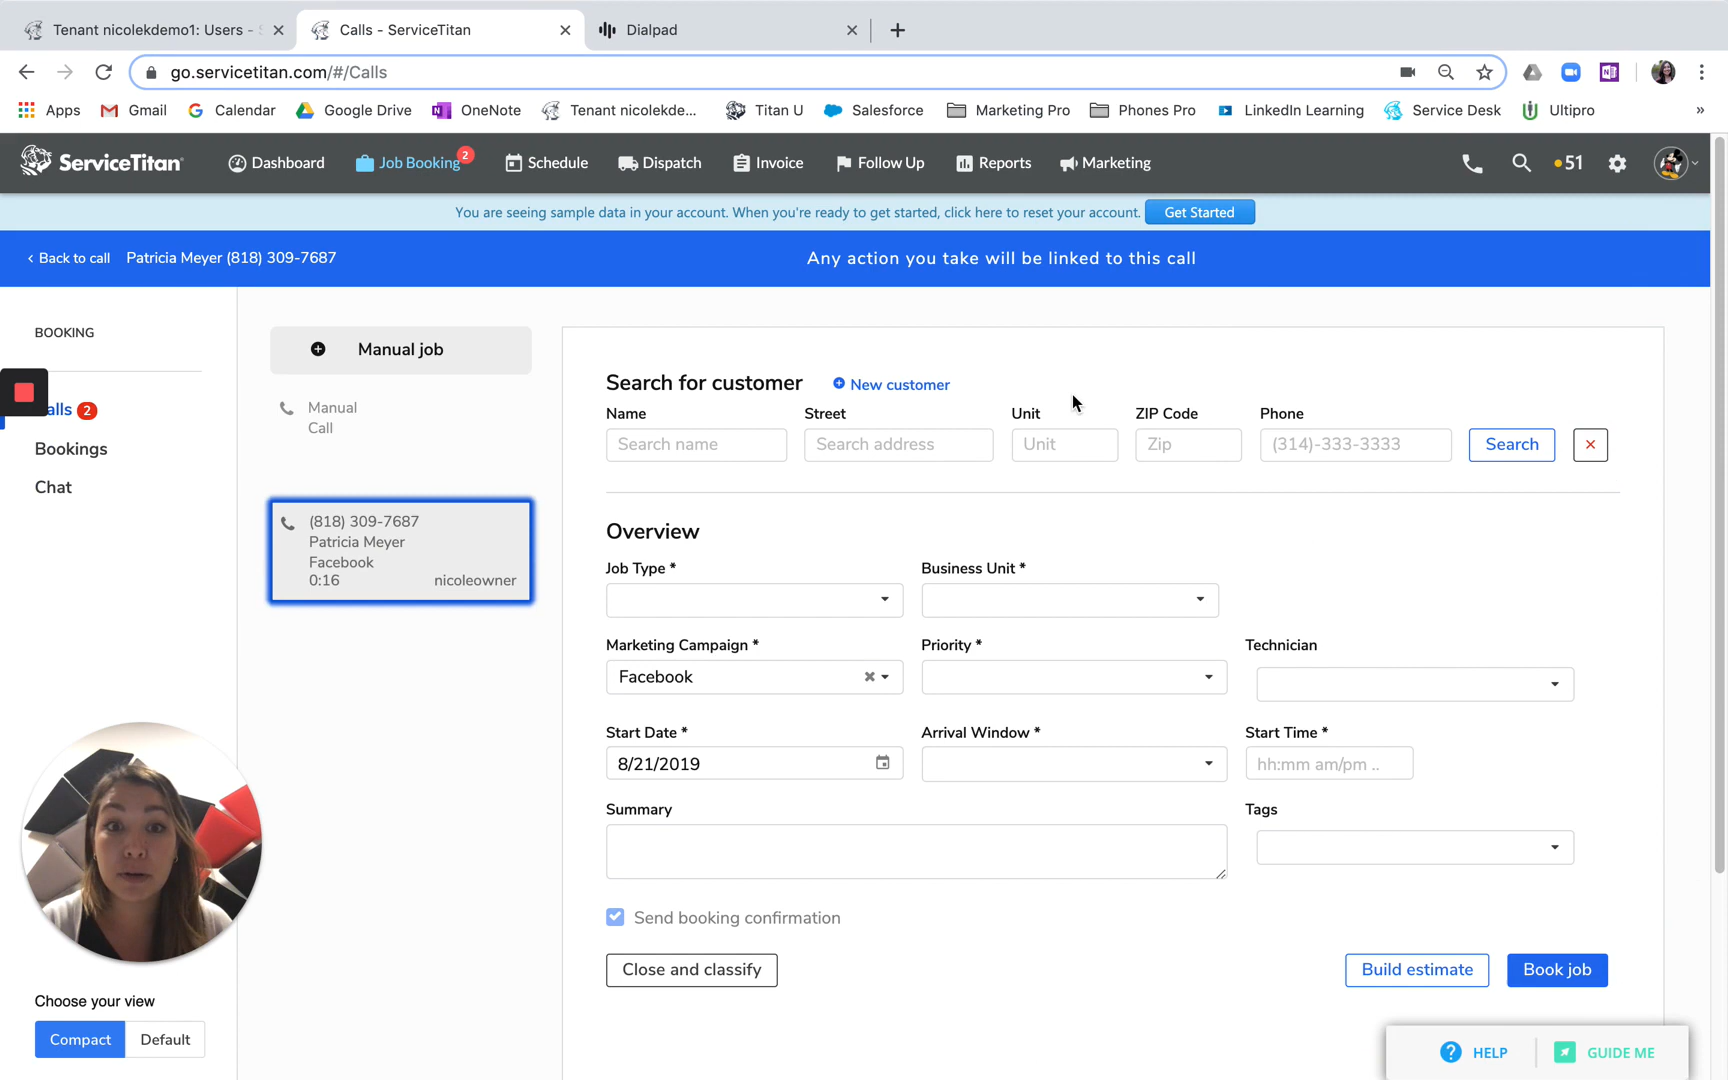 Tenant nicolekdemo1: Users -
Calls - ServiceTitan
Dialpad
go.servicetitan.com/#/Calls
Apps
Gmail
Calendar
Google Drive
OneNote
Tenant nicolekde...
Titan U
Salesforce
Marketing Pro
Phones Pro
LinkedIn Learning
Service Desk
Ultipro
»
ServiceTitan
Dashboard
Job Booking
2
Schedule
Dispatch
Invoice
Follow Up
Reports
Marketing
51
You are seeing sample data in your account. When you're ready to get started, click here to reset your account.
Get Started
< Back to call
Patricia Meyer (818) 309-7687
Any action you take will be linked to this call
BOOKING
alls 2
Bookings
Chat
Manual job
Manual
Call
(818) 309-7687
Patricia Meyer
Facebook
0:16
nicoleowner
Search for customer
New customer
Name
Street
Unit
ZIP Code
Phone
Search name
Search address
Unit
Zip
(314)-333-3333
Search
Overview
Job Type *
Business Unit *
Marketing Campaign *
Priority *
Technician
Facebook
Start Date *
Arrival Window *
Start Time *
8/21/2019
hh:mm am/pm ..
Summary
Tags
Send booking confirmation
Close and classify
Build estimate
Book job
Choose your view
Compact
Default
? HELP
GUIDE ME